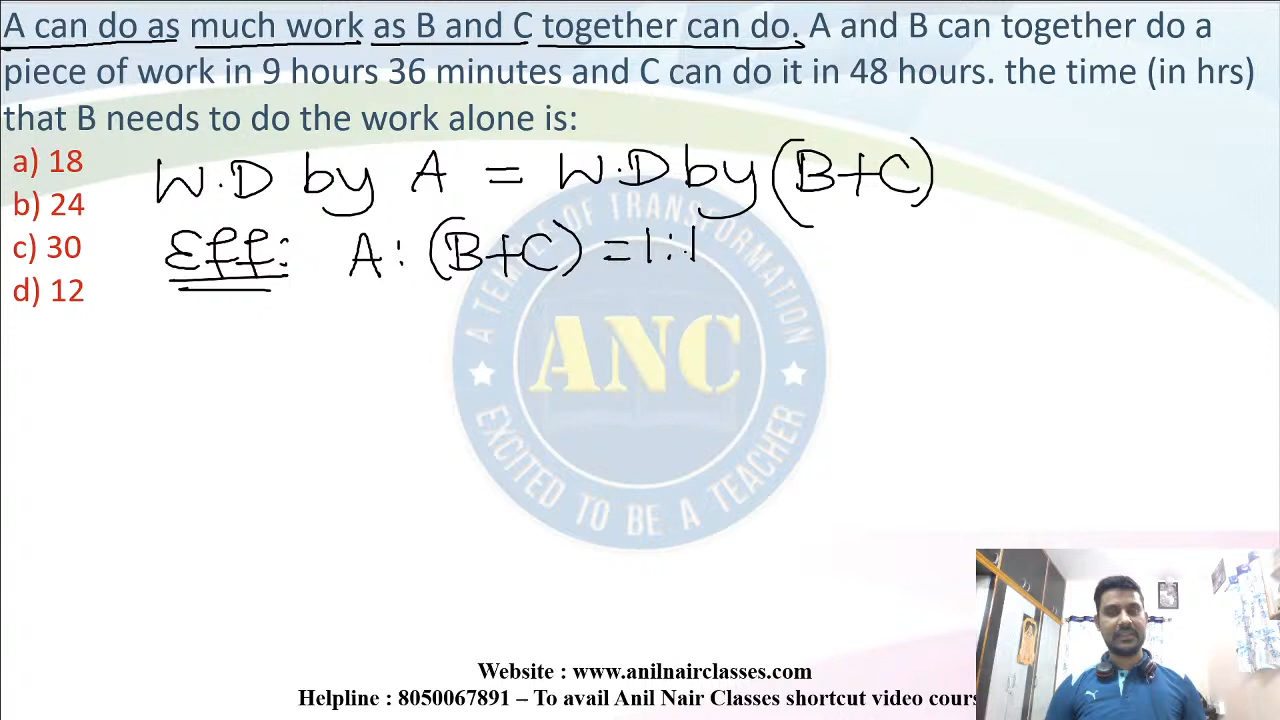 A can do as much work as B and C together can do. A and B can together do a
piece of work in 9 hours 36 minutes and C can do it in 48 hours. the time (in hrs)
that B needs to do the work alone is:
a) 18
b) 24
c) 30
d) 12
W.D by A = W.D by (B+C)
Eff: A : (B+C) = 1:1
A TEMPLE OF TRANSFORMATION
ANC
EXCITED TO BE A TEACHER
Website : www.anilnairclasses.com
Helpline : 8050067891 – To avail Anil Nair Classes shortcut video cours